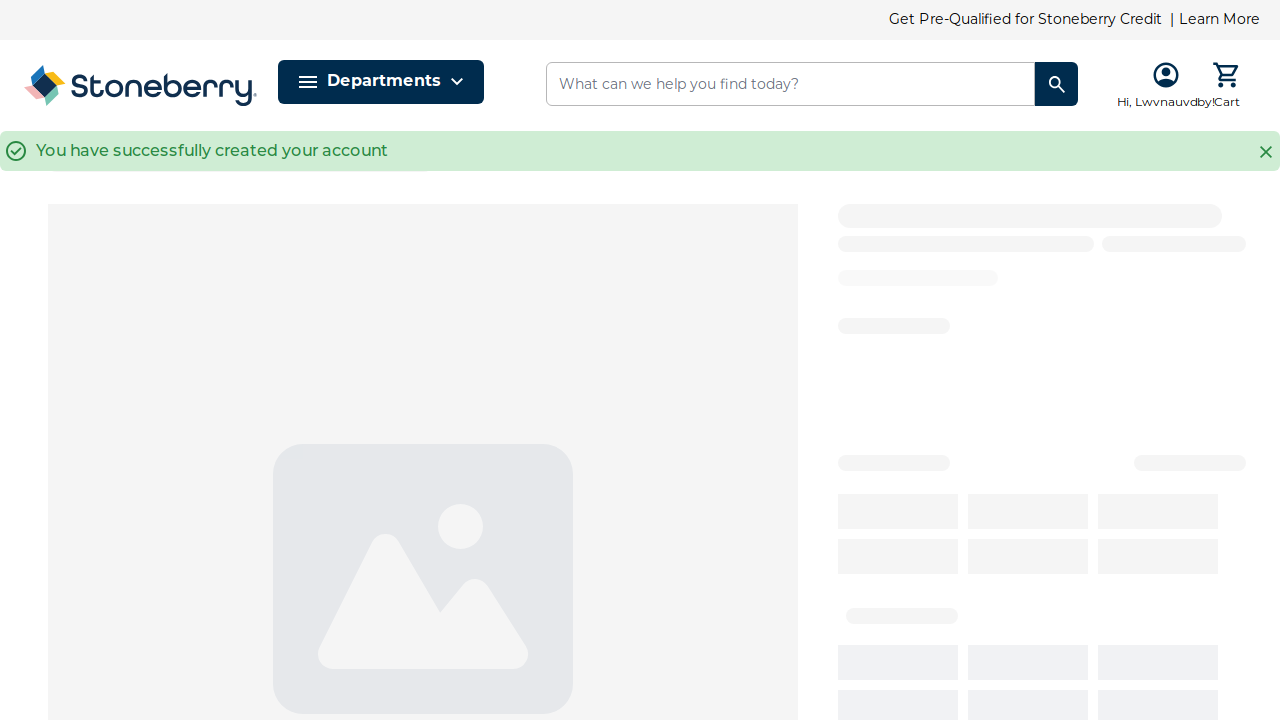 Get Pre-Qualified for Stoneberry Credit | Learn More
Stoneberry®
Departments
What can we help you find today?
Hi, Lwvnauvdby!
Cart
You have successfully created your account